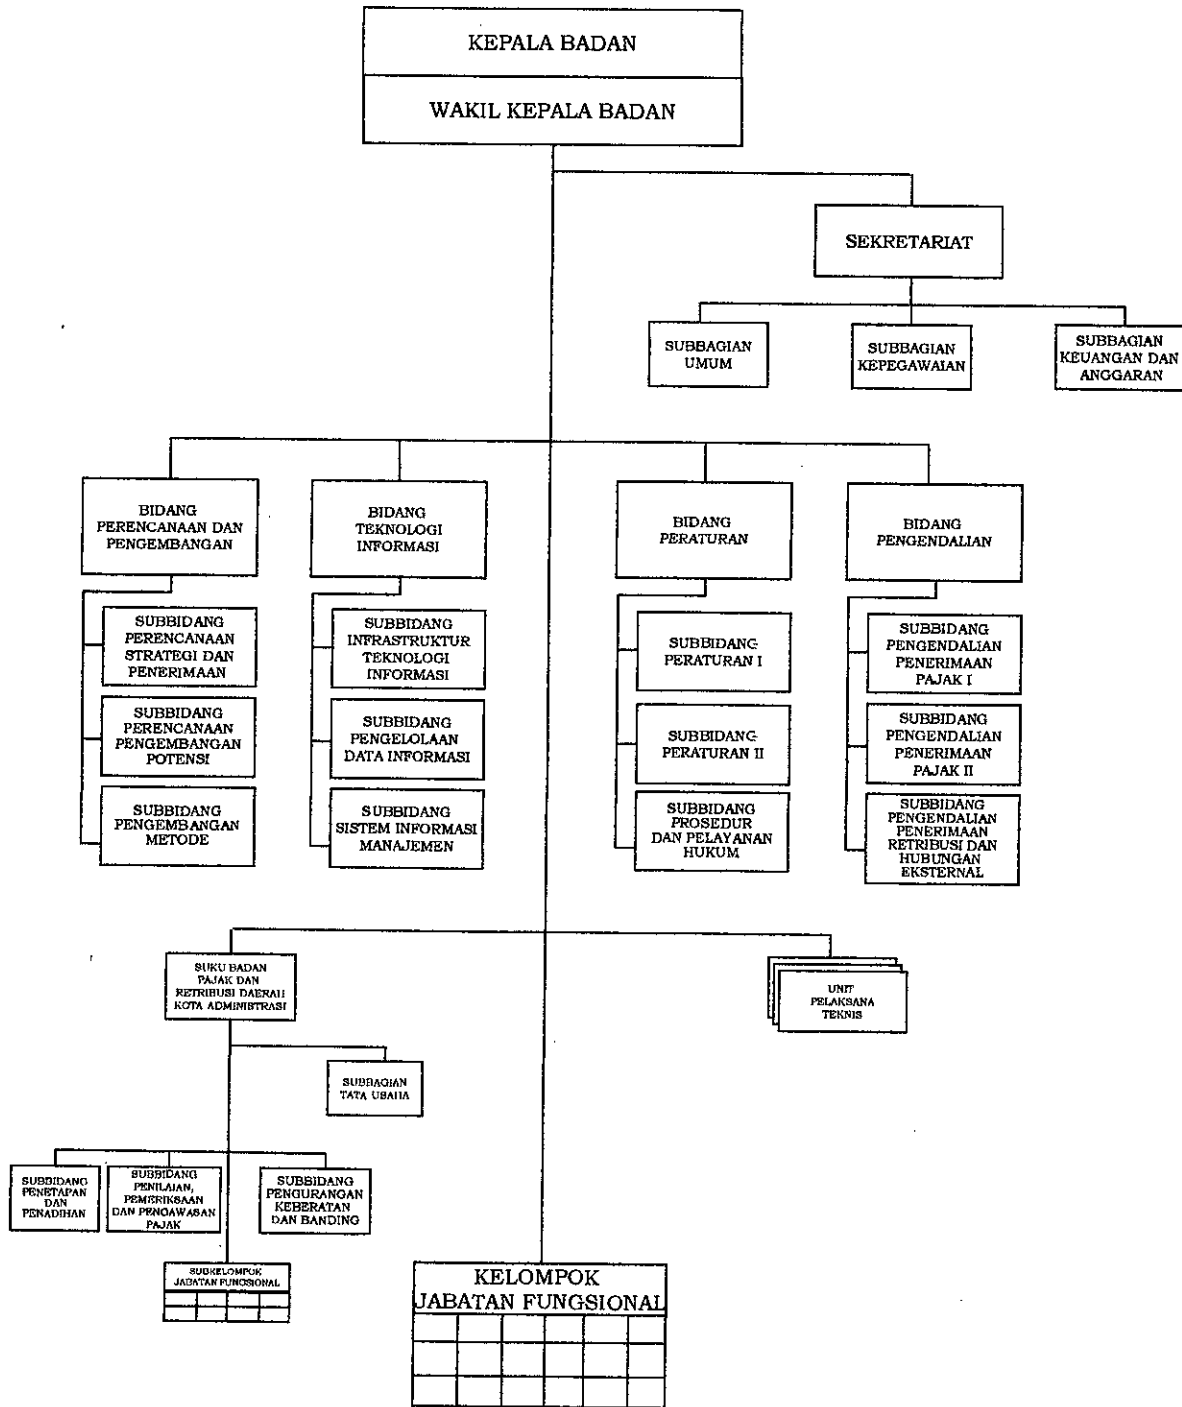 KEPALA BADAN
WAKIL KEPALA BADAN
SEKRETARIAT
SUBBAGIAN
UMUM
SUBBAGIAN
KEPEGAWAIAN
SUBBAGIAN
KEUANGAN DAN
ANGGARAN
BIDANG
PERENCANAAN DAN
PENGEMBANGAN
BIDANG
TEKNOLOGI
INFORMASI
BIDANG
PERATURAN
BIDANG
PENGENDALIAN
SUBBIDANG
PERENCANAAN
STRATEGI DAN
PENERIMAAN
SUBBIDANG
PERENCANAAN
PENGEMBANGAN
POTENSI
SUBBIDANG
PENGEMBANGAN
METODE
SUBBIDANG
INFRASTRUKTUR
TEKNOLOGI
INFORMASI
SUBBIDANG
PENGELOLAAN
DATA INFORMASI
SUBBIDANG
SISTEM INFORMASI
MANAJEMEN
SUBBIDANG
PERATURAN I
SUBBIDANG
PERATURAN II
SUBBIDANG
PROSEDUR
DAN PELAYANAN
HUKUM
SUBBIDANG
PENGENDALIAN
PENERIMAAN
PAJAK I
SUBBIDANG
PENGENDALIAN
PENERIMAAN
PAJAK II
SUBBIDANG
PENGENDALIAN
PENERIMAAN
RETRIBUSI DAN
HUBUNGAN
EKSTERNAL
SUKU BADAN
PAJAK DAN
RETRIBUSI DAERAH
KOTA ADMINISTRASI
UNIT
PELAKSANA
TEKNIS
SUBBAGIAN
TATA USAHA
SUBBIDANG
PENETAPAN
DAN
PENAGIHAN
SUBBIDANG
PENILAIAN,
PEMERIKSAAN
DAN PENGAWASAN
PAJAK
SUBBIDANG
PENGURANGAN
KEBERATAN
DAN BANDING
SUBKELOMPOK
JABATAN FUNGSIONAL
KELOMPOK
JABATAN FUNGSIONAL